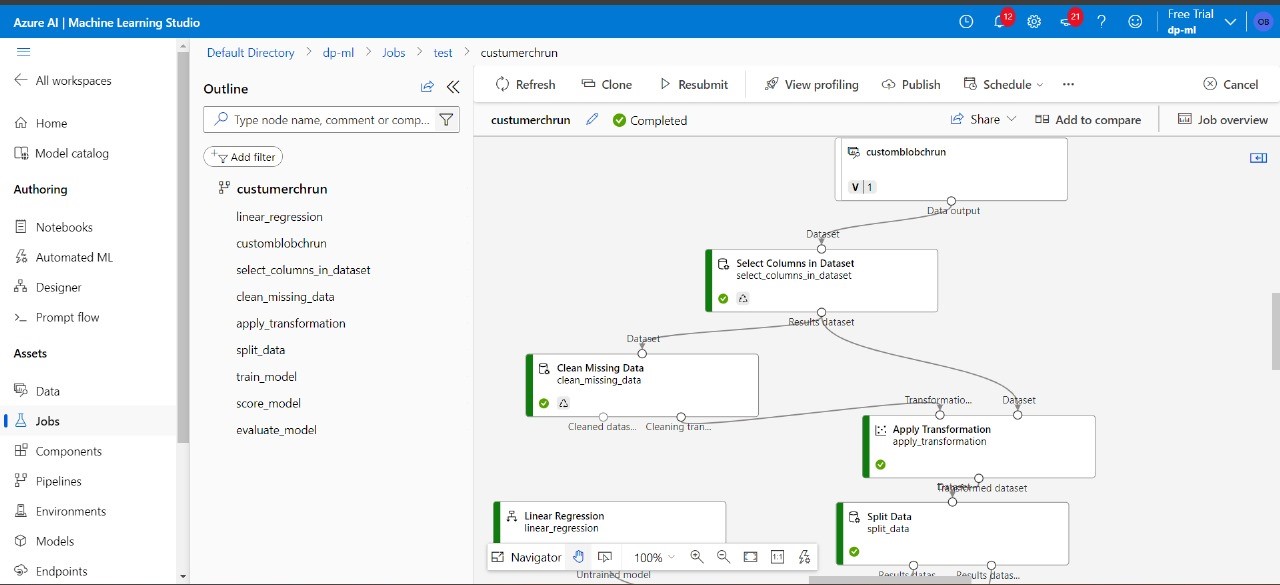 Azure AI | Machine Learning Studio
12
21
?
Free Trial
dp-ml
OB
All workspaces
Home
Model catalog
Authoring
Notebooks
Automated ML
Designer
Prompt flow
Assets
Data
Jobs
Components
Pipelines
Environments
Models
Endpoints
Default Directory > dp-ml > Jobs > test > custumerchrun
Outline
Type node name, comment or comp...
Add filter
custumerchrun
linear_regression
customblobchrun
select_columns_in_dataset
clean_missing_data
apply_transformation
split_data
train_model
score_model
evaluate_model
Refresh Clone Resubmit View profiling Publish Schedule ... Cancel
custumerchrun Completed Share Add to compare Job overview
customblobchrun
V | 1
Data output
Dataset
Select Columns in Dataset
select_columns_in_dataset
Results dataset
Dataset
Clean Missing Data
clean_missing_data
Cleaned datas... Cleaning tran...
Transformatio... Dataset
Apply Transformation
apply_transformation
Transformed dataset
Dataset
Linear Regression
linear_regression
Untrained model
Split Data
split_data
Results datas... Results datas...
Navigator 100% 1:1